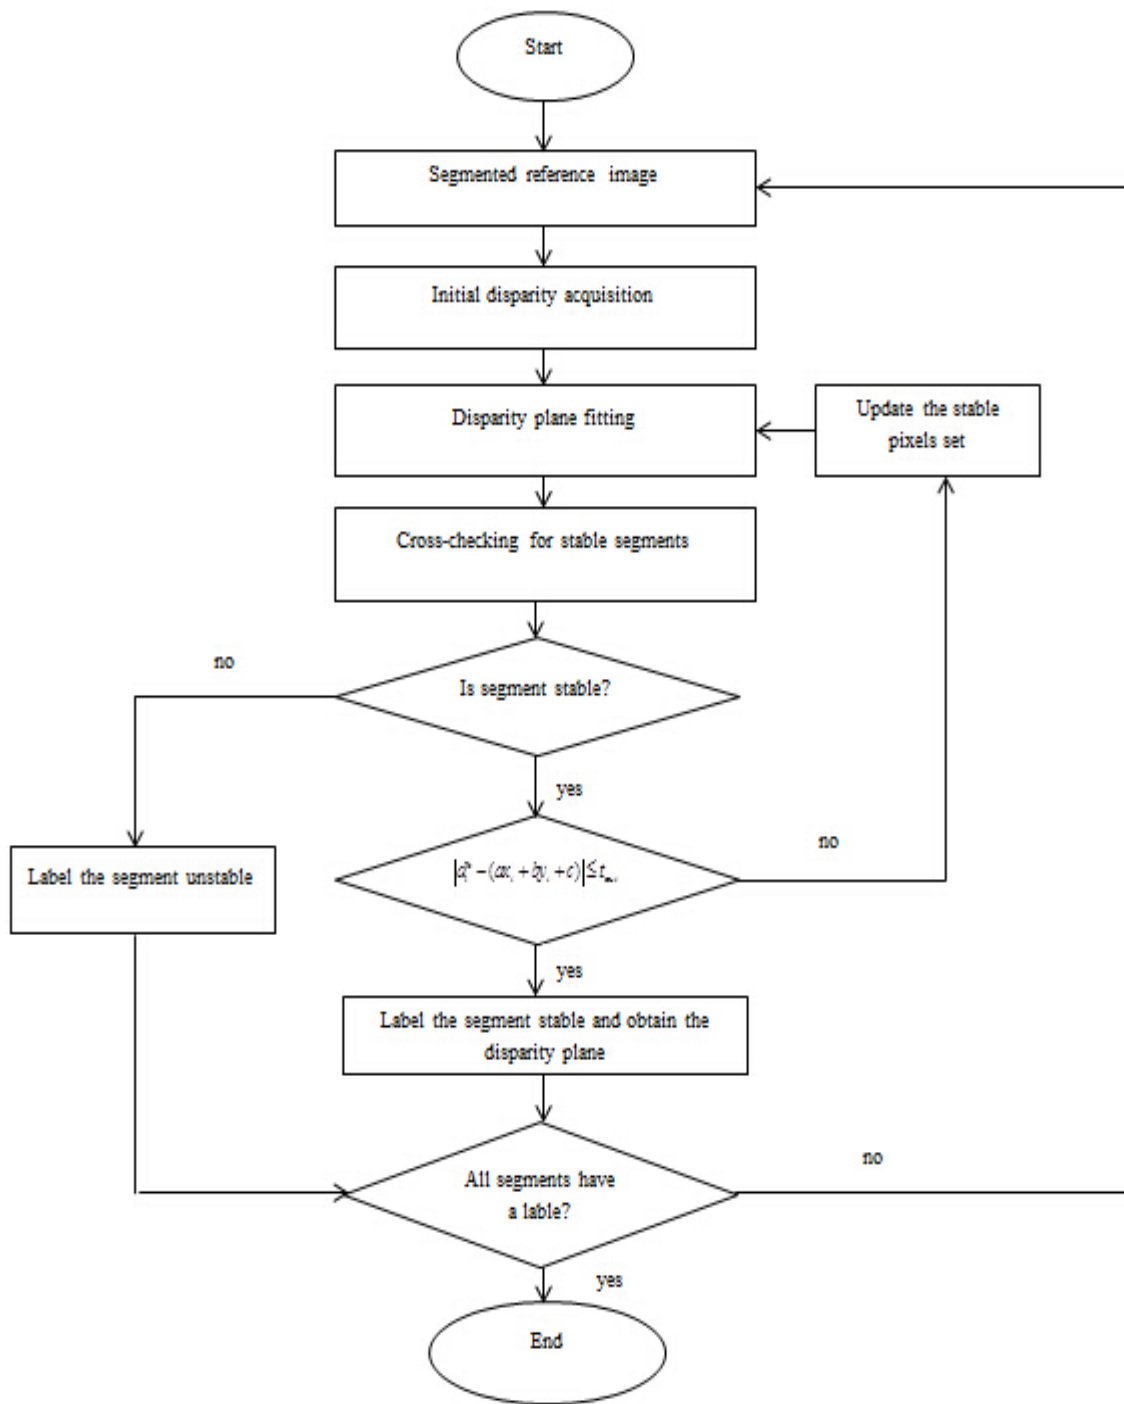 Start
Segmented reference image
Initial disparity acquisition
Disparity plane fitting
Update the stable
pixels set
Cross-checking for stable segments
no
Is segment stable?
yes
no
Label the segment unstable
yes
Label the segment stable and obtain the
disparity plane
no
All segments have
a lable?
yes
End